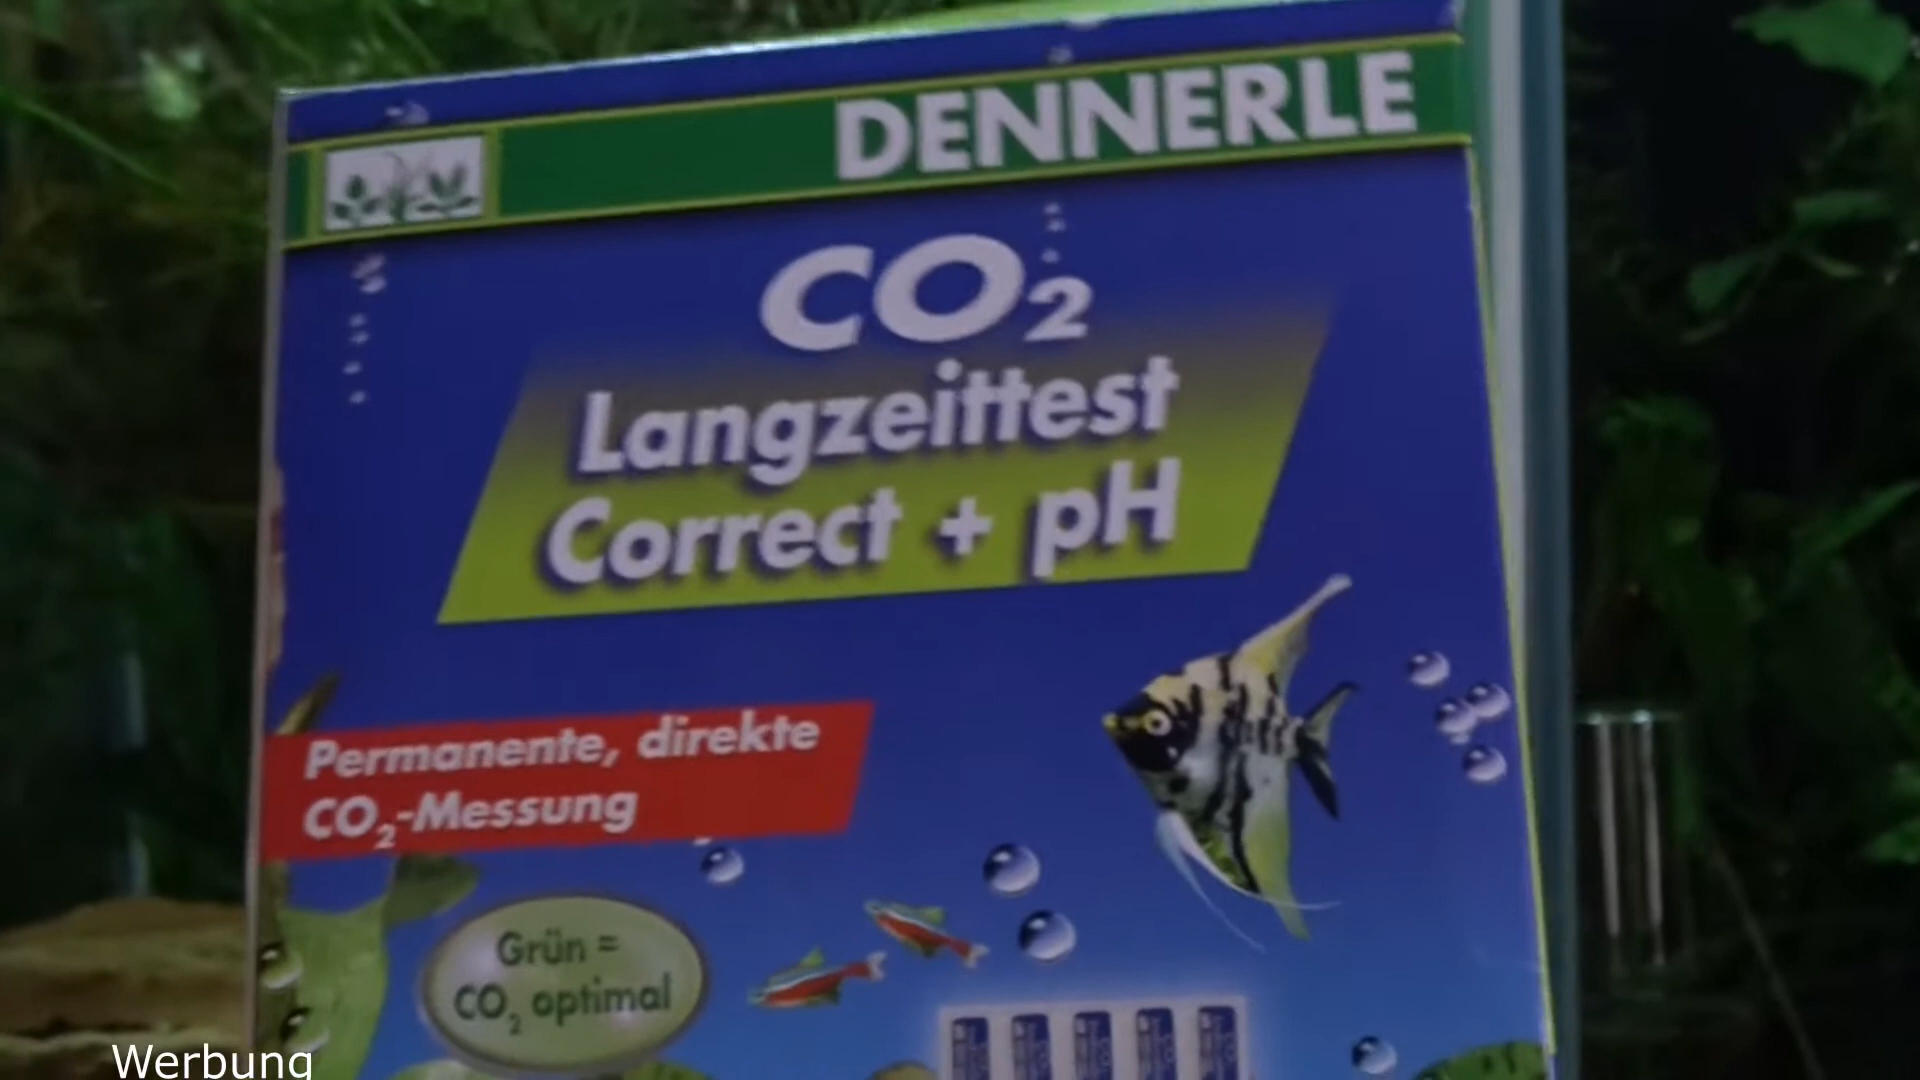 DENNERLE
CO₂
Langzeittest
Correct + pH
Permanente, direkte
CO₂-Messung
Grün =
CO₂ optimal
Werbung